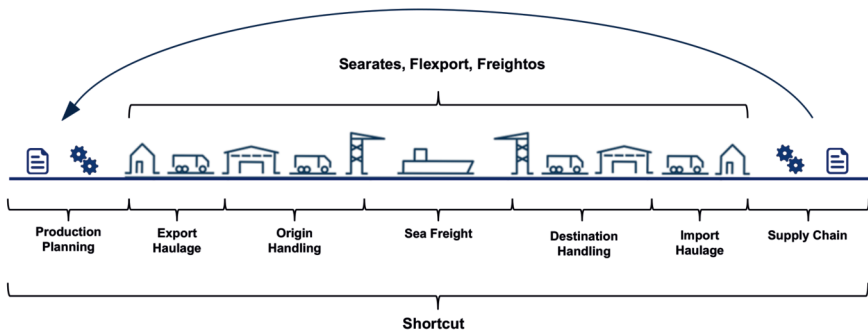 Searates, Flexport, Freightos
Production
Planning
Export
Haulage
Origin
Handling
Sea Freight
Destination
Handling
Import
Haulage
Supply Chain
Shortcut